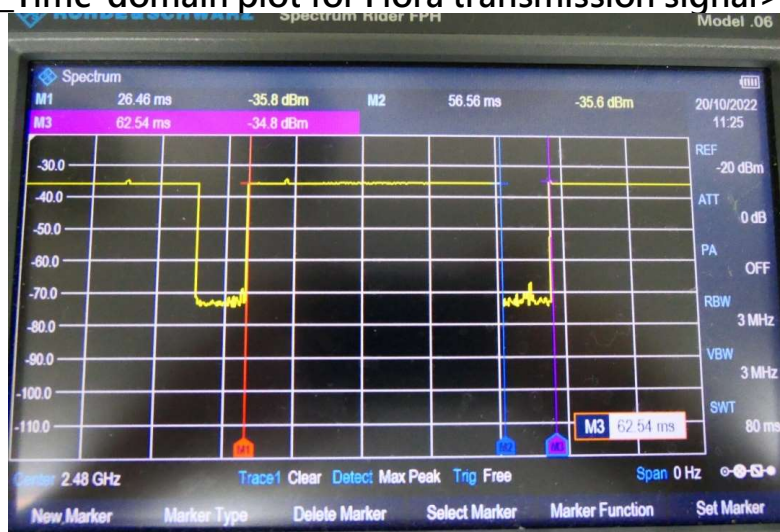 Time-domain plot for Flora transmission signal>
ROHDE&SCHWARZ Spectrum Rider FPH Model .06
Spectrum
M1 26.46 ms -35.8 dBm M2 56.56 ms -35.6 dBm 20/10/2022
M3 62.54 ms -34.8 dBm 11:25
REF
-30.0
-20 dBm
-40.0
ATT
0 dB
-50.0
PA
-60.0
OFF
-70.0
RBW
3 MHz
-80.0
VBW
-90.0
3 MHz
-100.0
SWT
-110.0
M3 62.54 ms
80 ms
M1 M2 M3
Center 2.48 GHz Trace1 Clear Detect Max Peak Trig Free Span 0 Hz
New Marker Marker Type Delete Marker Select Marker Marker Function Set Marker